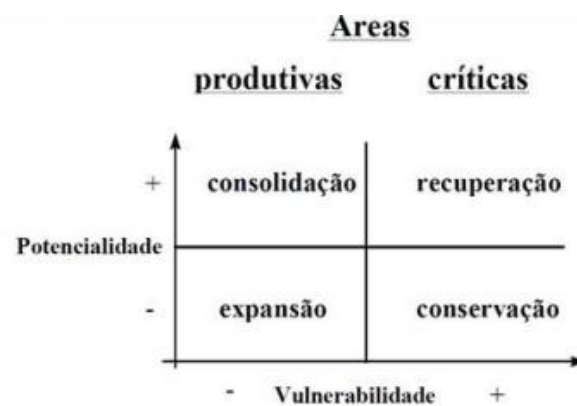 Areas
produtivas críticas
+ consolidação recuperação
Potencialidade
- expansão conservação
- Vulnerabilidade +